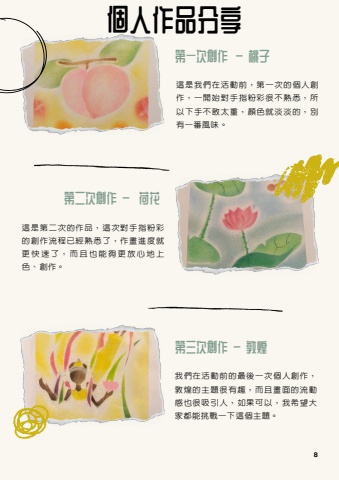 個人作品分享
第一次創作 - 桃子
這是我們在活動前，第一次的個人創
作，一開始對手指粉彩很不熟悉，所
以下手不敢太重，顏色就淡淡的，別
有一番風味。
第二次創作 - 荷花
這是第二次的作品，這次對手指粉彩
的創作流程已經熟悉了，作畫進度就
更快速了，而且也能夠更放心地上
色、創作。
第三次創作 - 敦煌
我們在活動前的最後一次個人創作，
敦煌的主題很有趣，而且畫面的流動
感也很吸引人，如果可以，我希望大
家都能挑戰一下這個主題。
8